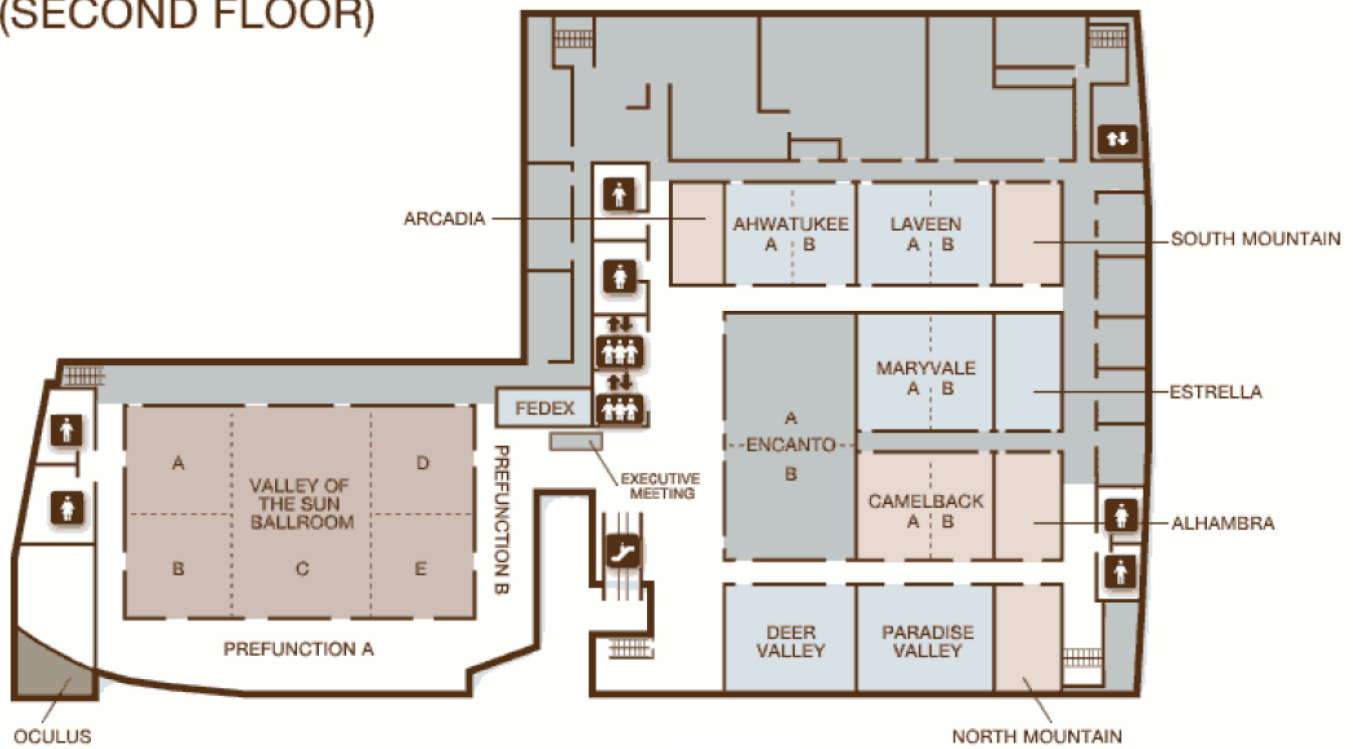 (SECOND FLOOR)
ARCADIA
AHWATUKEE
A B
LAVEEN
A B
SOUTH MOUNTAIN
MARYVALE
A B
ESTRELLA
FEDEX
A
ENCANTO
B
EXECUTIVE
MEETING
A
B
VALLEY OF
THE SUN
BALLROOM
C
D
E
PREFUNCTION B
CAMELBACK
A B
ALHAMBRA
PREFUNCTION A
DEER
VALLEY
PARADISE
VALLEY
OCULUS
NORTH MOUNTAIN